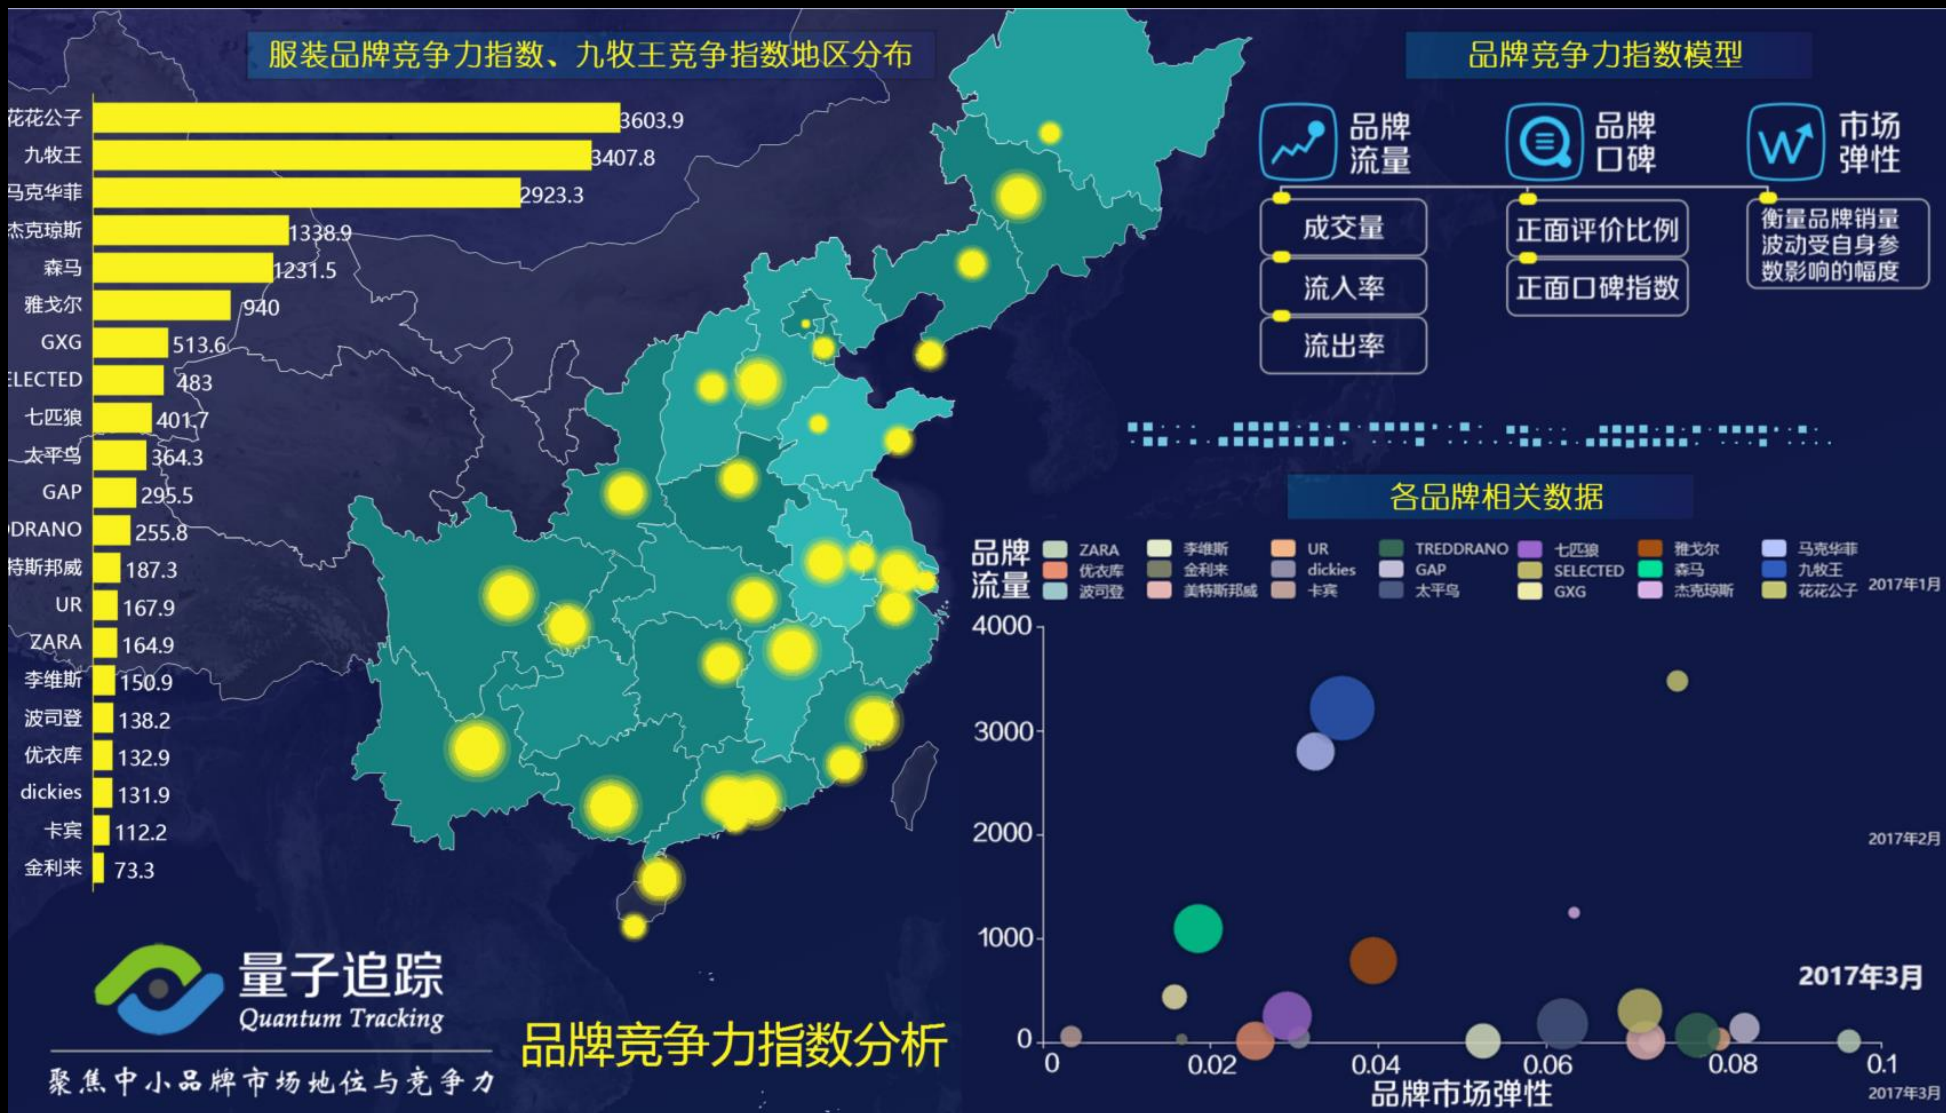 服装品牌竞争力指数、九牧王竞争指数地区分布
花花公子 3603.9
九牧王 3407.8
马克华菲 2923.3
杰克琼斯 1338.9
森马 1231.5
雅戈尔 940
GXG 513.6
ELECTED 483
七匹狼 401.7
太平鸟 364.3
GAP 295.5
DDRANO 255.8
特斯邦威 187.3
UR 167.9
ZARA 164.9
李维斯 150.9
波司登 138.2
优衣库 132.9
dickies 131.9
卡宾 112.2
金利来 73.3
量子追踪
Quantum Tracking
聚焦中小品牌市场地位与竞争力
品牌竞争力指数分析
品牌竞争力指数模型
品牌
流量
成交量
流入率
流出率
品牌
口碑
正面评价比例
正面口碑指数
市场
弹性
衡量品牌销量
波动受自身参
数影响的幅度
各品牌相关数据
品牌
流量
ZARA 李维斯 UR TREDDRANO 七匹狼 雅戈尔 马克华菲
优衣库 金利来 dickies GAP SELECTED 森马 九牧王
波司登 美特斯邦威 卡宾 太平鸟 GXG 杰克琼斯 花花公子
2017年1月
4000
3000
2000
2017年2月
1000
2017年3月
0
0 0.02 0.04 0.06 0.08 0.1
品牌市场弹性
2017年3月